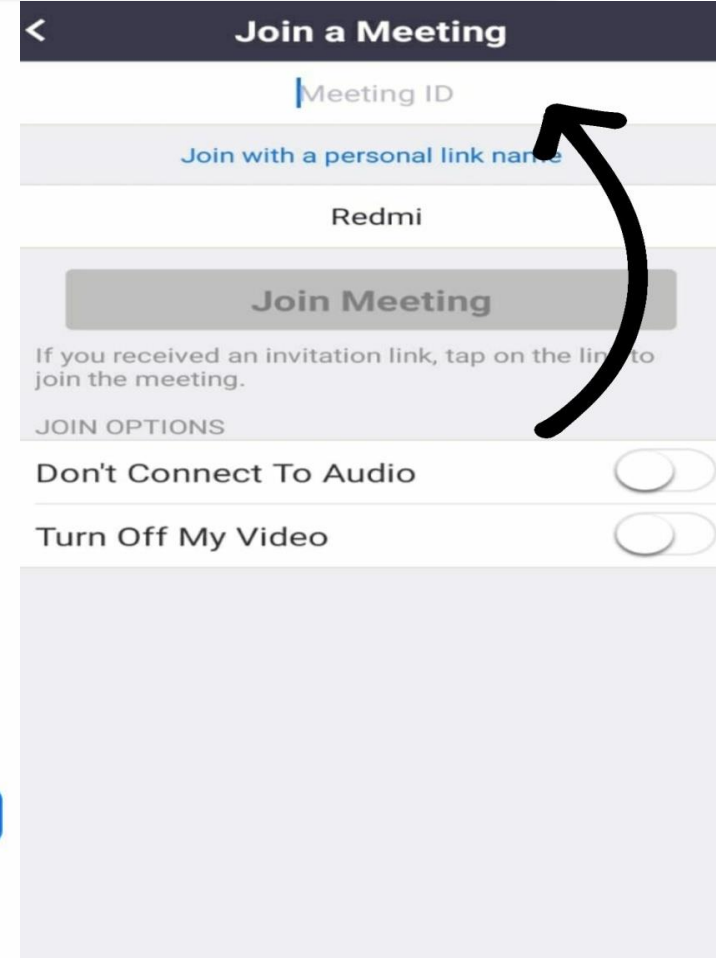 Join a Meeting
Meeting ID
Join with a personal link name
Redmi
Join Meeting
If you received an invitation link, tap on the link to
join the meeting.
JOIN OPTIONS
Don't Connect To Audio
Turn Off My Video